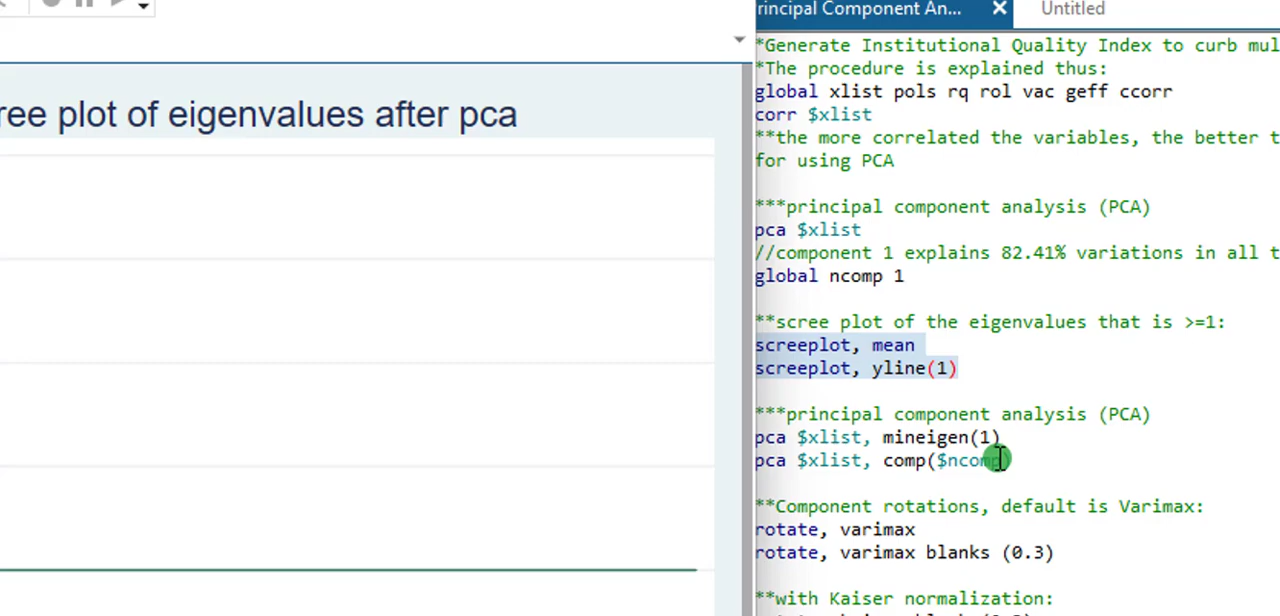 rincipal Component An...
Untitled
ree plot of eigenvalues after pca
*Generate Institutional Quality Index to curb mul
*The procedure is explained thus:
global xlist pols rq rol vac geff ccorr
corr $xlist
**the more correlated the variables, the better t
for using PCA
***principal component analysis (PCA)
pca $xlist
//component 1 explains 82.41% variations in all t
global ncomp 1
**scree plot of the eigenvalues that is >=1:
screeplot, mean
screeplot, yline(1)
***principal component analysis (PCA)
pca $xlist, mineigen(1)
pca $xlist, comp($ncomp)
**Component rotations, default is Varimax:
rotate, varimax
rotate, varimax blanks (0.3)
**with Kaiser normalization: